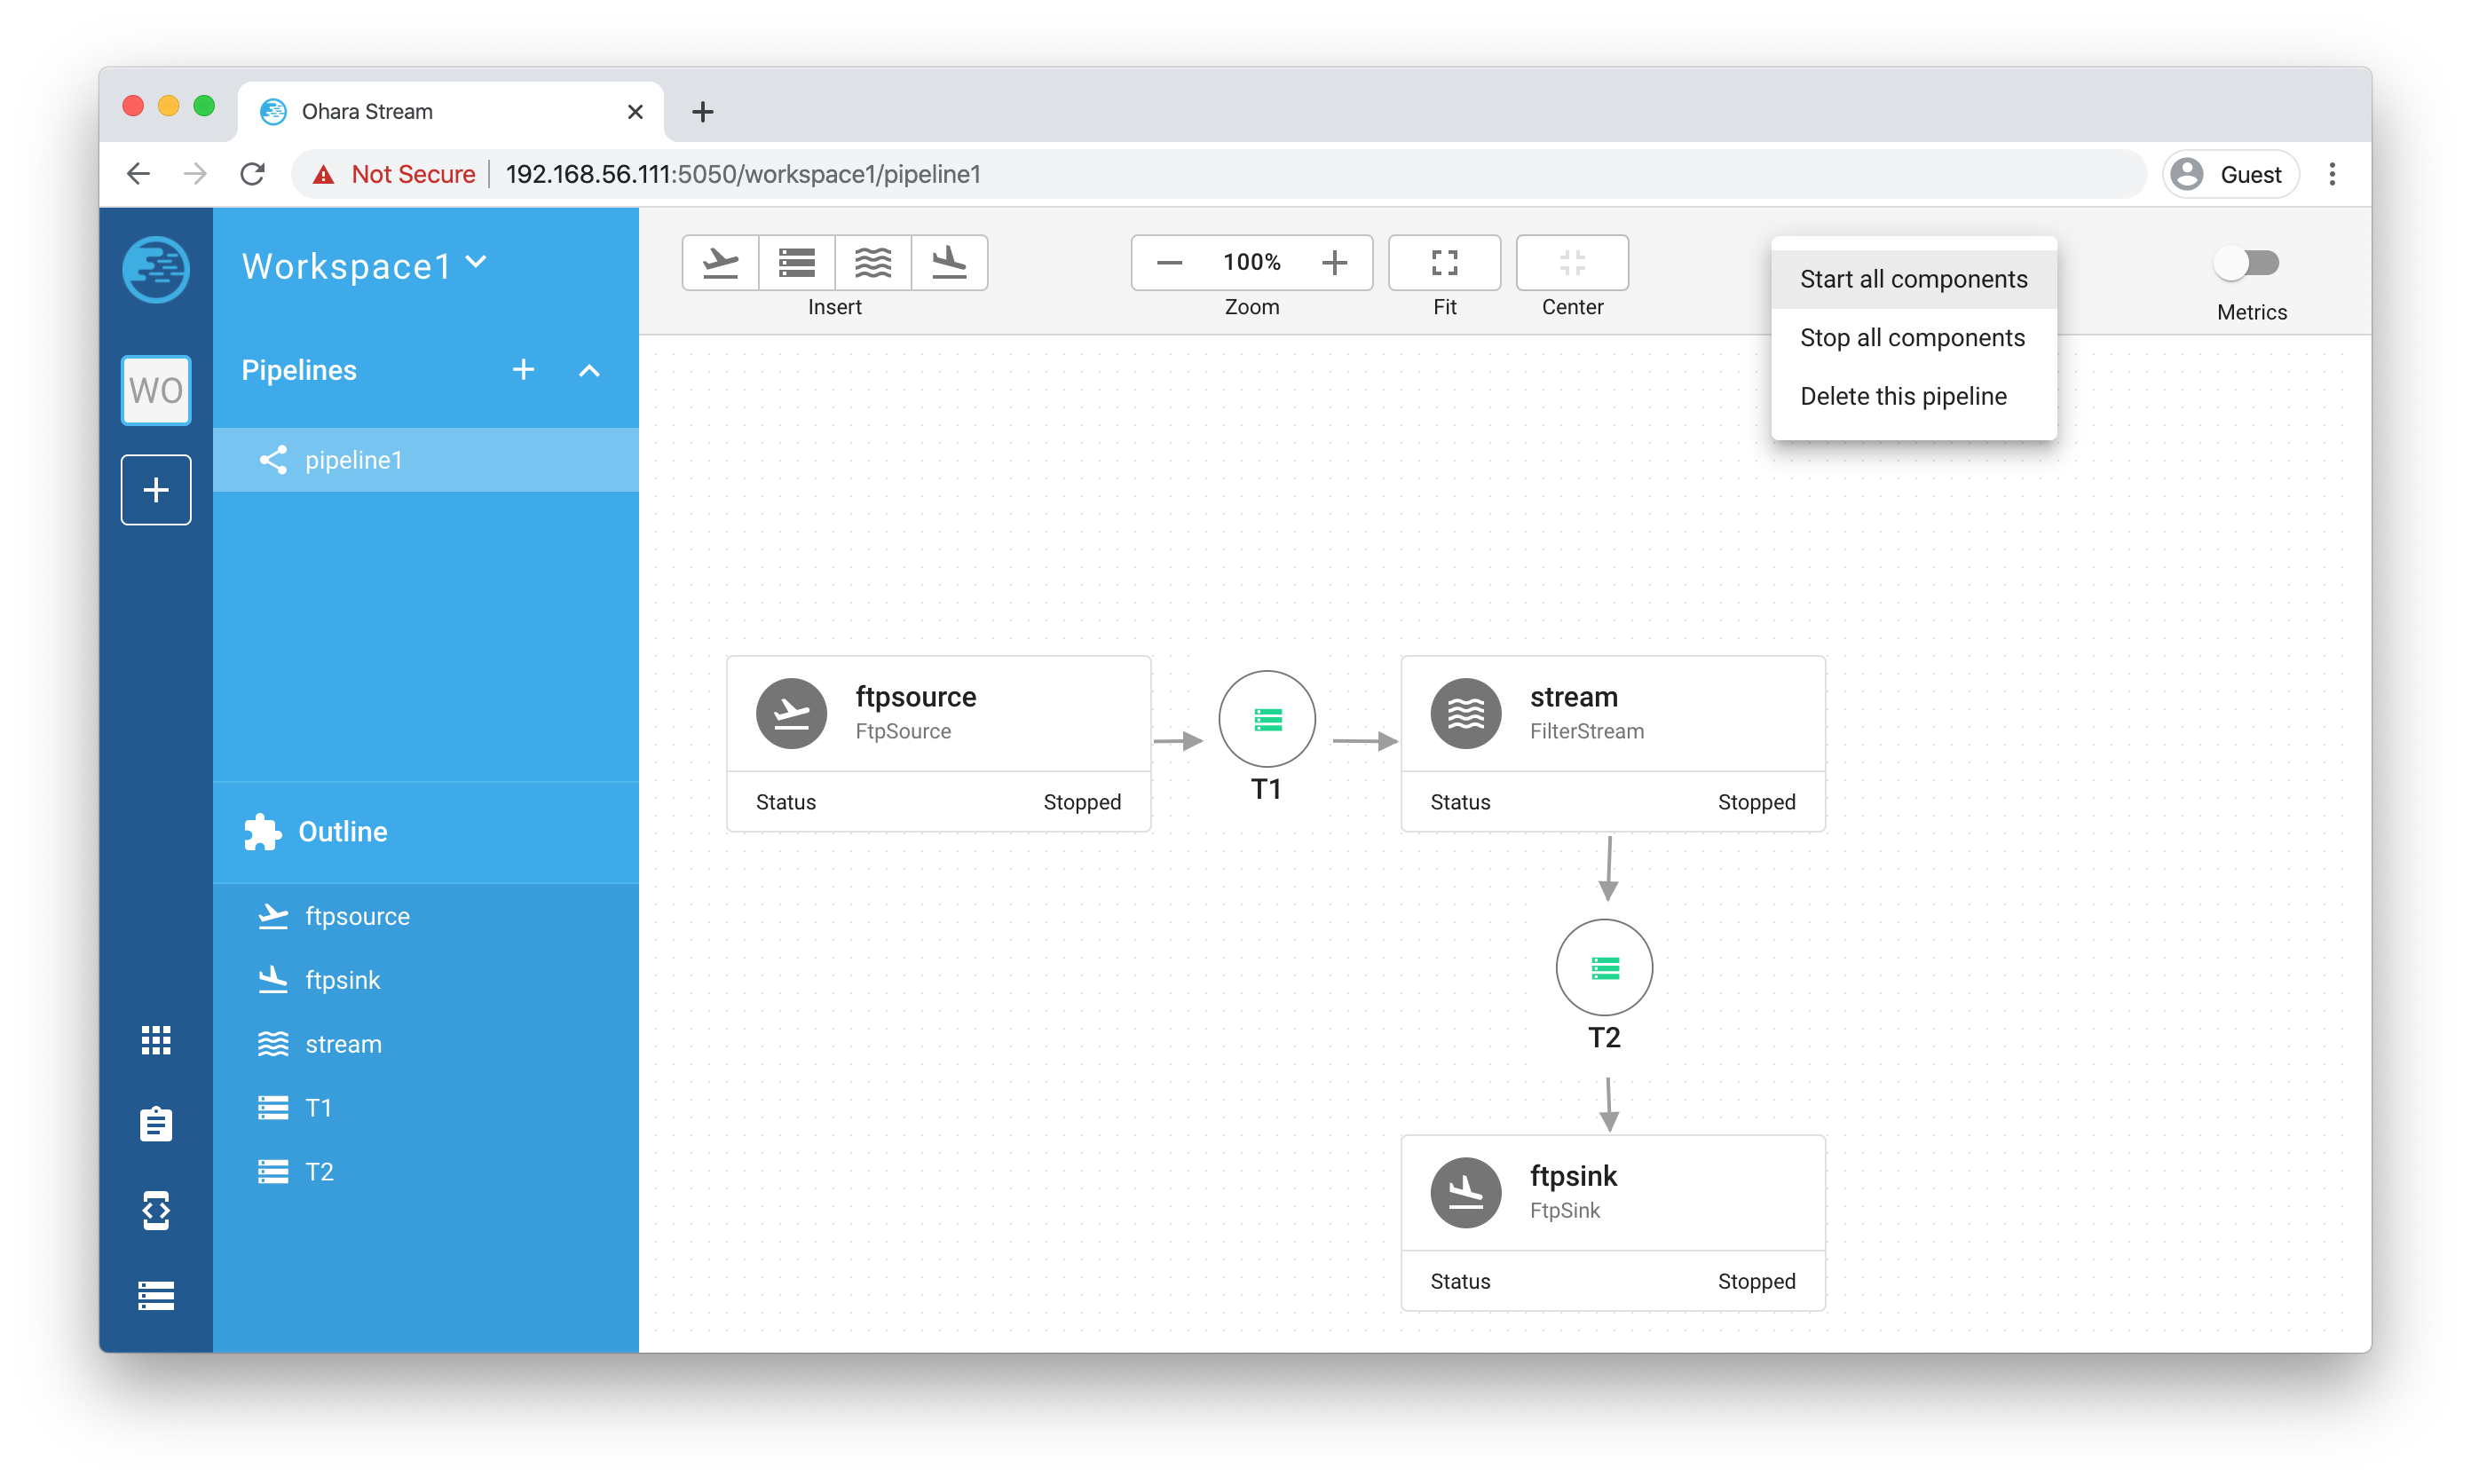 Ohara Stream
Not Secure
192.168.56.111:5050/workspace1/pipeline1
Guest
Workspace1
Pipelines
WO
pipeline1
Outline
ftpsource
ftpsink
stream
T1
T2
Insert
100%
Zoom
Fit
Center
Start all components
Stop all components
Delete this pipeline
Metrics
ftpsource
FtpSource
Status Stopped
T1
stream
FilterStream
Status Stopped
T2
ftpsink
FtpSink
Status Stopped